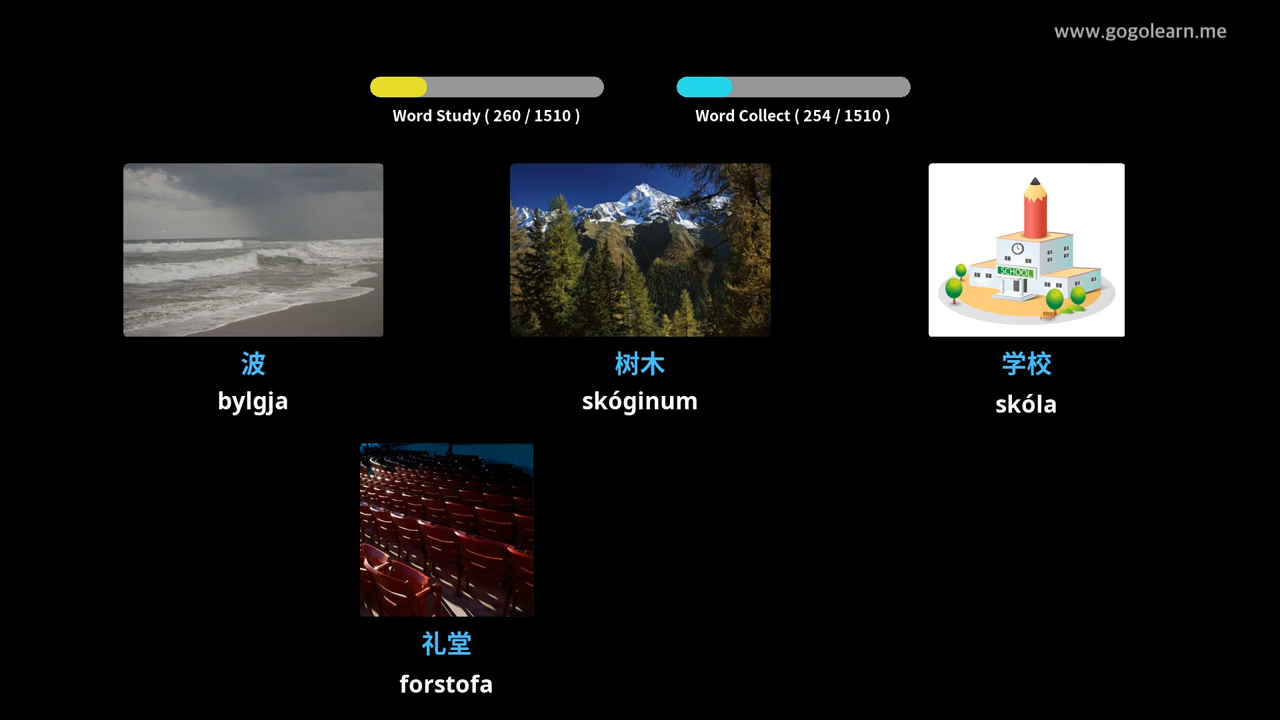 www.gogolearn.me
Word Study ( 260 / 1510 )
Word Collect ( 254 / 1510 )
SCHOOL
波
bylgja
树木
skóginum
学校
skóla
礼堂
forstofa